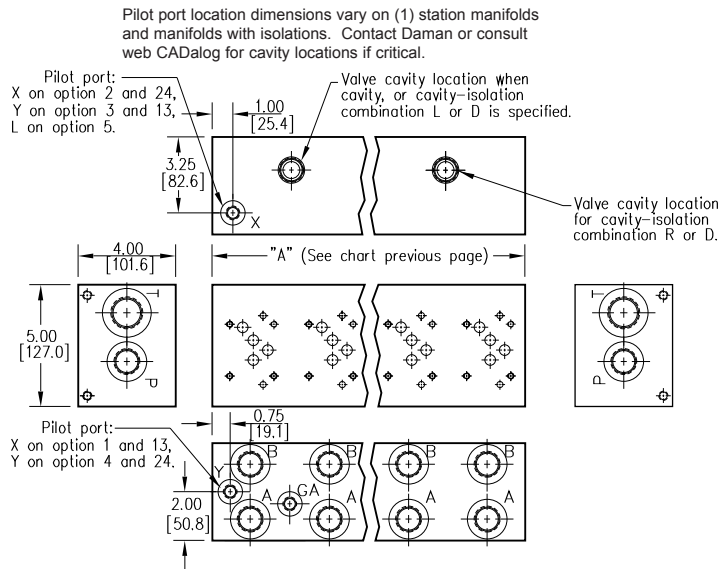 Pilot port location dimensions vary on (1) station manifolds
and manifolds with isolations.  Contact Daman or consult
web CADalog for cavity locations if critical.
Pilot port:
X on option 2 and 24,
Y on option 3 and 13,
L on option 5.
1.00
[25.4]
Valve cavity location when
cavity, or cavity-isolation
combination L or D is specified.
3.25
[82.6]
X
Valve cavity location
for cavity-isolation
combination R or D.
4.00
[101.6]
"A" (See chart previous page)
5.00
[127.0]
T
P
T
P
0.75
[19.1]
Pilot port:
X on option 1 and 13,
Y on option 4 and 24.
B
B
B
B
Y
A
GA
A
A
A
2.00
[50.8]